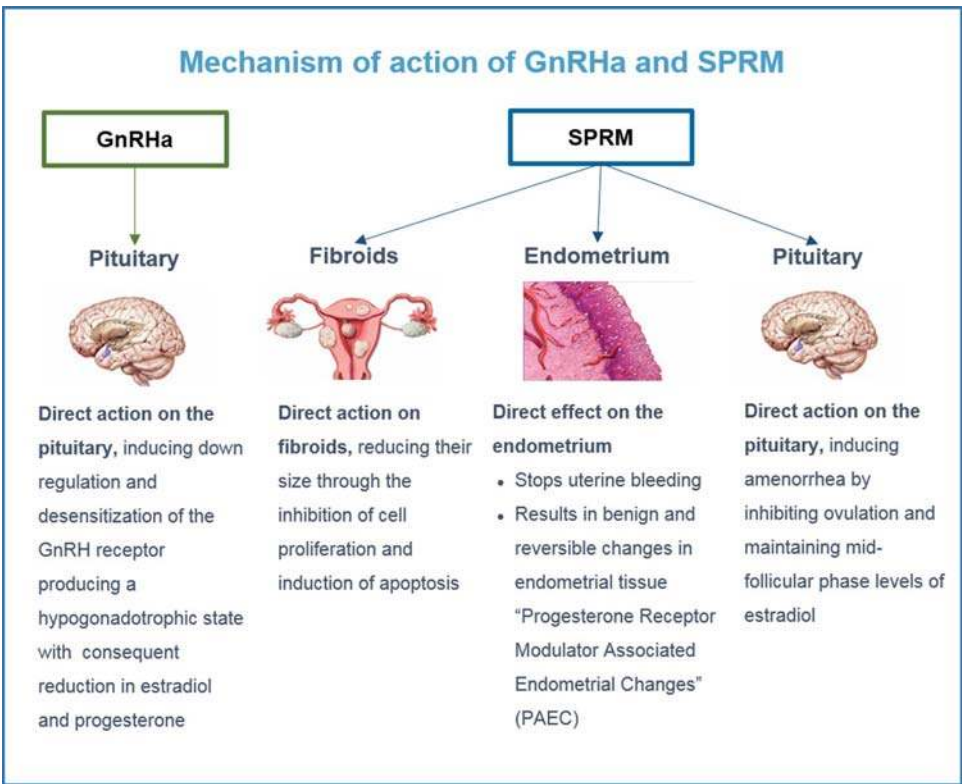 Mechanism of action of GnRHa and SPRM
GnRHa
SPRM
Pituitary
Direct action on the
pituitary, inducing down
regulation and
desensitization of the
GnRH receptor
producing a
hypogonadotrophic state
with consequent
reduction in estradiol
and progesterone
Fibroids
Direct action on
fibroids, reducing their
size through the
inhibition of cell
proliferation and
induction of apoptosis
Endometrium
Direct effect on the
endometrium
• Stops uterine bleeding
• Results in benign and
reversible changes in
endometrial tissue
“Progesterone Receptor
Modulator Associated
Endometrial Changes”
(PAEC)
Pituitary
Direct action on the
pituitary, inducing
amenorrhea by
inhibiting ovulation and
maintaining mid-
follicular phase levels of
estradiol